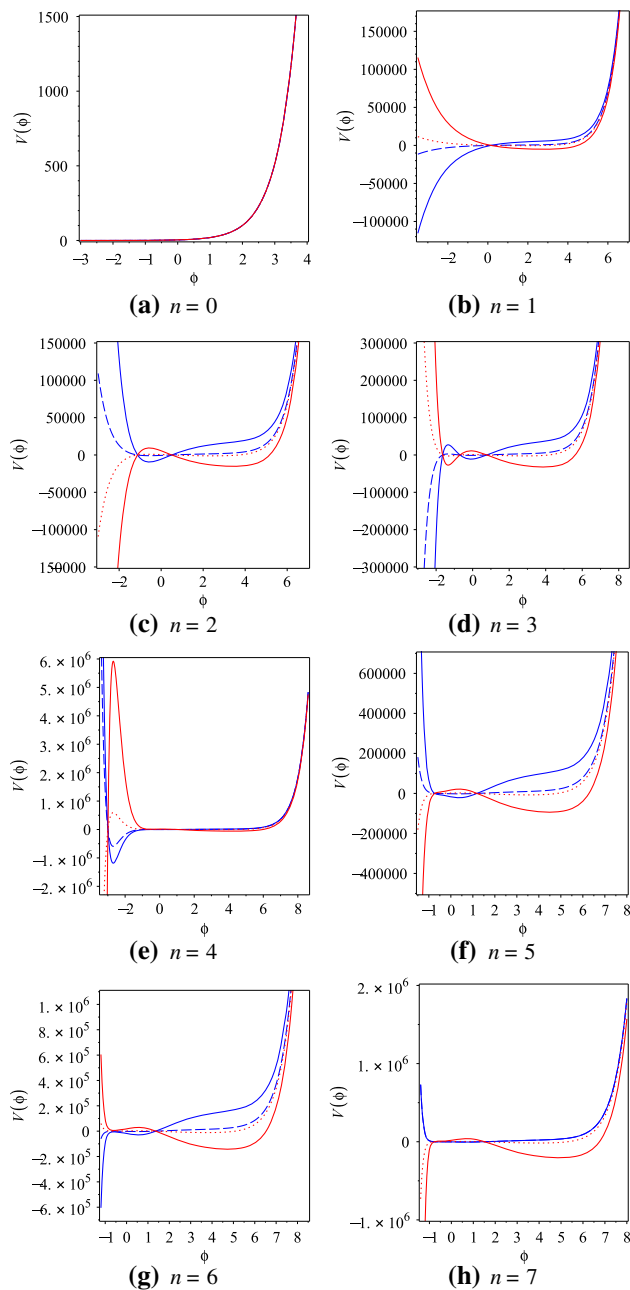 1500
1000
500
0
V(ϕ)
−3 −2 −1 0 1 2 3 4
ϕ
(a) n = 0
150000
100000
50000
0
−50000
−100000
V(ϕ)
−2 0 2 4 6
ϕ
(b) n = 1
150000
100000
50000
0
−50000
−100000
150000
V(ϕ)
−2 0 2 4 6
ϕ
(c) n = 2
300000
200000
100000
0
−100000
−200000
−300000
V(ϕ)
−2 0 2 4 6 8
ϕ
(d) n = 3
6. × 10⁶
5. × 10⁶
4. × 10⁶
3. × 10⁶
2. × 10⁶
1. × 10⁶
0
−1. × 10⁶
−2. × 10⁶
V(ϕ)
−2 0 2 4 6 8
ϕ
(e) n = 4
600000
400000
200000
0
−200000
−400000
V(ϕ)
−1 0 1 2 3 4 5 6 7 8
ϕ
(f) n = 5
1. × 10⁶
8. × 10⁵
6. × 10⁵
4. × 10⁵
2. × 10⁵
0
−2. × 10⁵
−4. × 10⁵
−6. × 10⁵
V(ϕ)
−1 0 1 2 3 4 5 6 7 8
ϕ
(g) n = 6
2. × 10⁶
1. × 10⁶
0
−1. × 10⁶
V(ϕ)
−1 0 1 2 3 4 5 6 7 8
ϕ
(h) n = 7